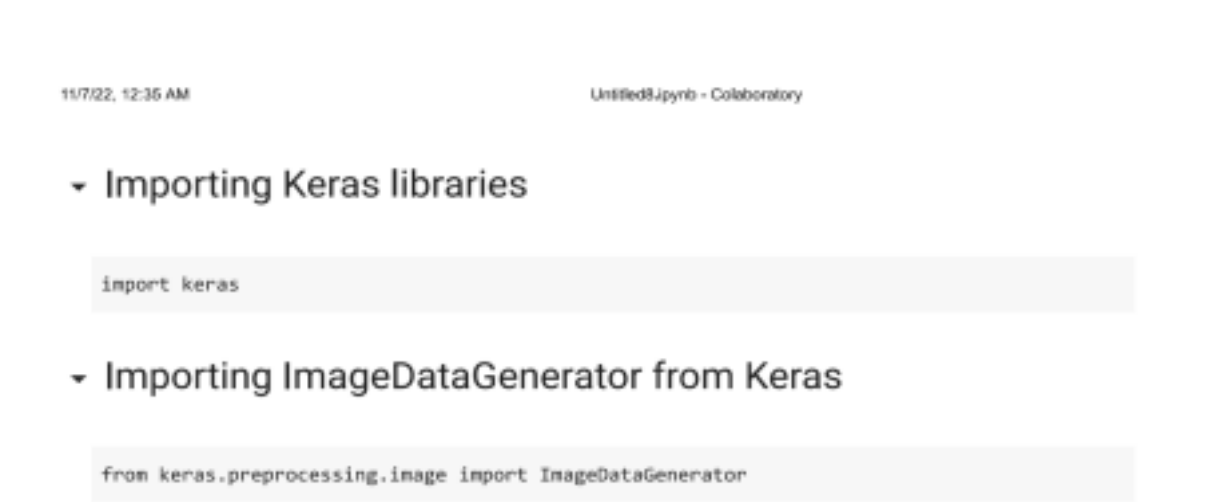 11/7/22, 12:35 AM Untitled8.ipynb - Colaboratory
Importing Keras libraries
import keras
Importing ImageDataGenerator from Keras
from keras.preprocessing.image import ImageDataGenerator